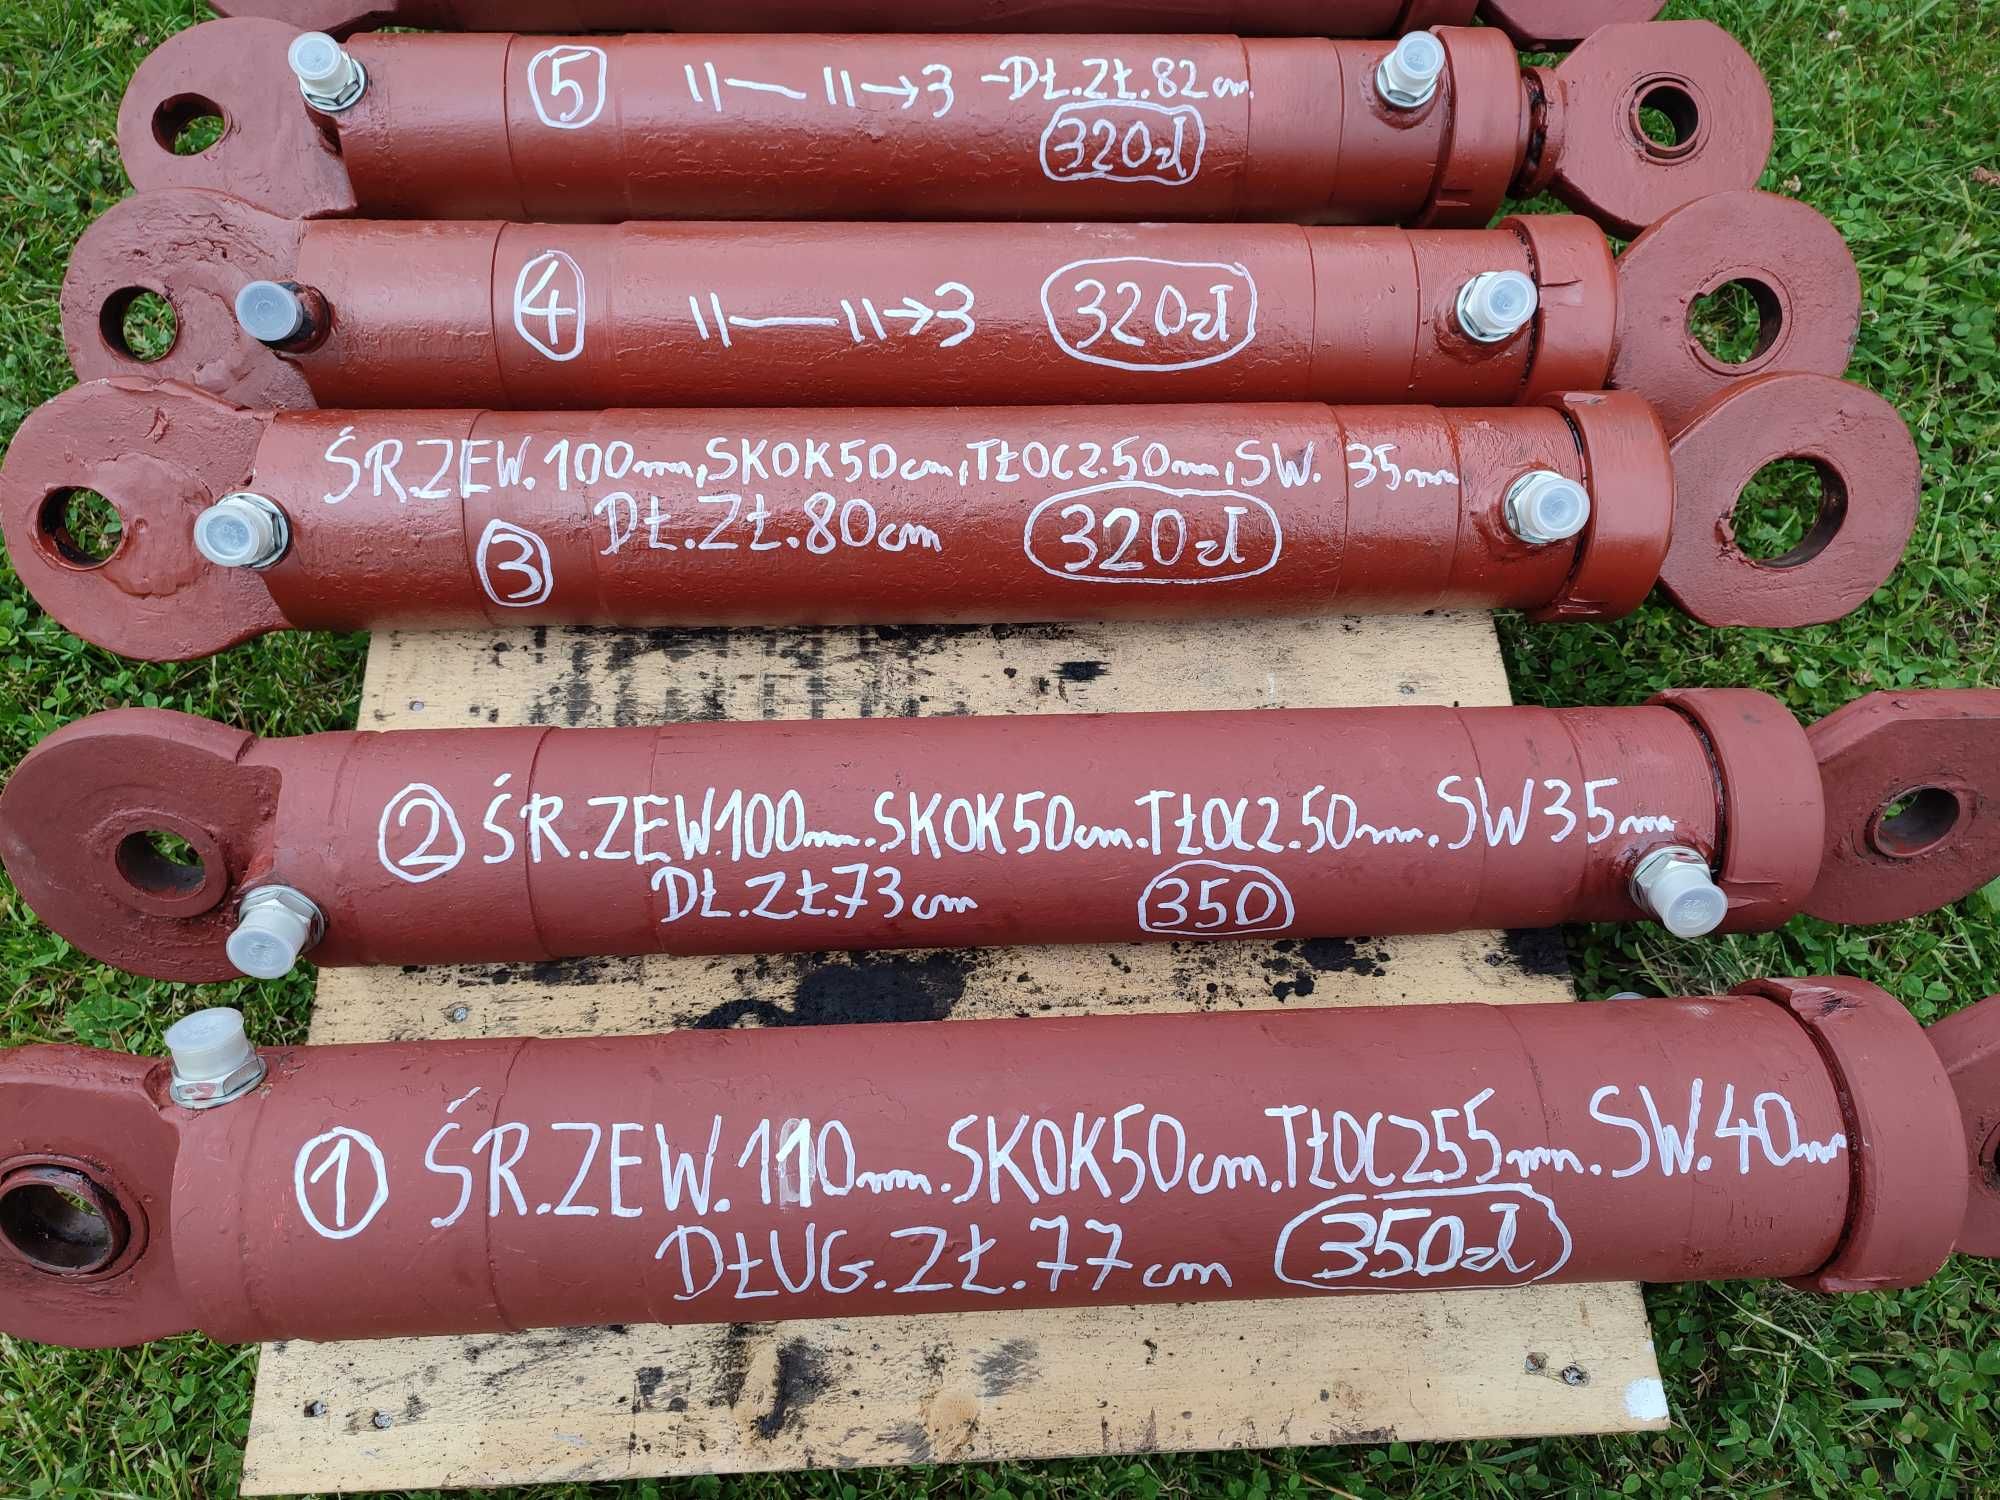 5 11—11→3 -DŁ.ZŁ.82cm.
320zł
4 11—11→3 320zł
ŚR.ZEW.100mm,SKOK50cm,TŁOCZ.50mm,SW. 35mm
3 DŁ.ZŁ.80cm 320zł
2 ŚR.ZEW.100mm.SKOK50cm.TŁOCZ.50mm.SW35mm
DŁ.ZŁ.73cm 350
1 ŚR.ZEW.110mm.SKOK50cm.TŁOCZ55mm.SW.40mm
DŁUG.ZŁ.77cm 350zł